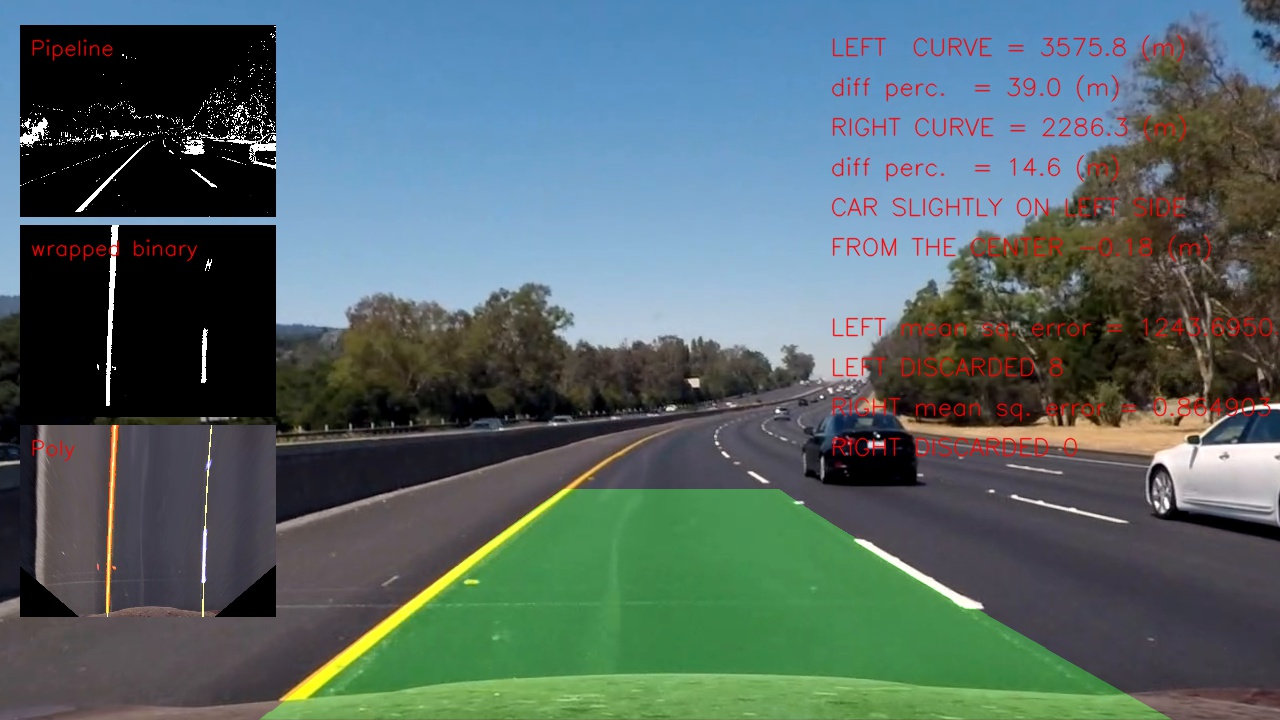 Pipeline
wrapped binary
Poly
LEFT CURVE = 3575.8 (m)
diff perc. = 39.0 (m)
RIGHT CURVE = 2286.3 (m)
diff perc. = 14.6 (m)
CAR SLIGHTLY ON LEFT SIDE
FROM THE CENTER -0.18 (m)
LEFT mean sq. error = 1243.6950
LEFT DISCARDED 8
RIGHT mean sq. error = 0.864903
RIGHT DISCARDED 0